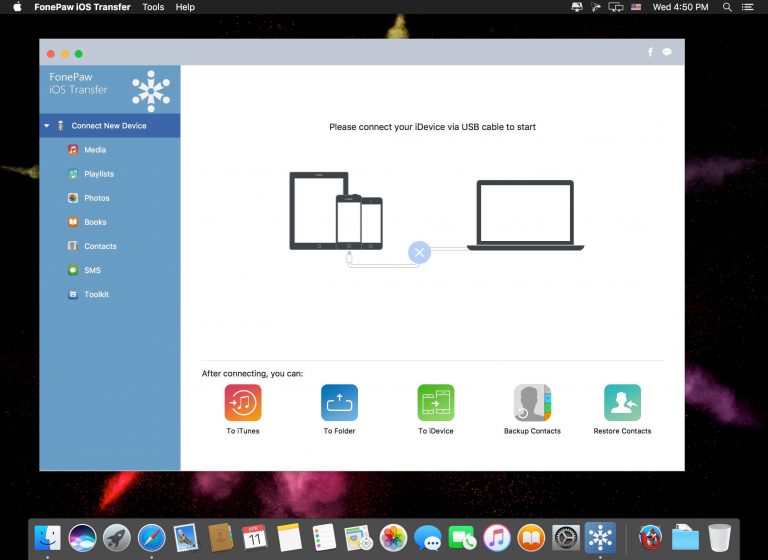 FonePaw iOS Transfer Tools Help Wed 4:50 PM
FonePaw
iOS Transfer
Connect New Device
Media
Playlists
Photos
Books
Contacts
SMS
Toolkit
Please connect your iDevice via USB cable to start
After connecting, you can:
To iTunes To Folder To iDevice Backup Contacts Restore Contacts
APR
11